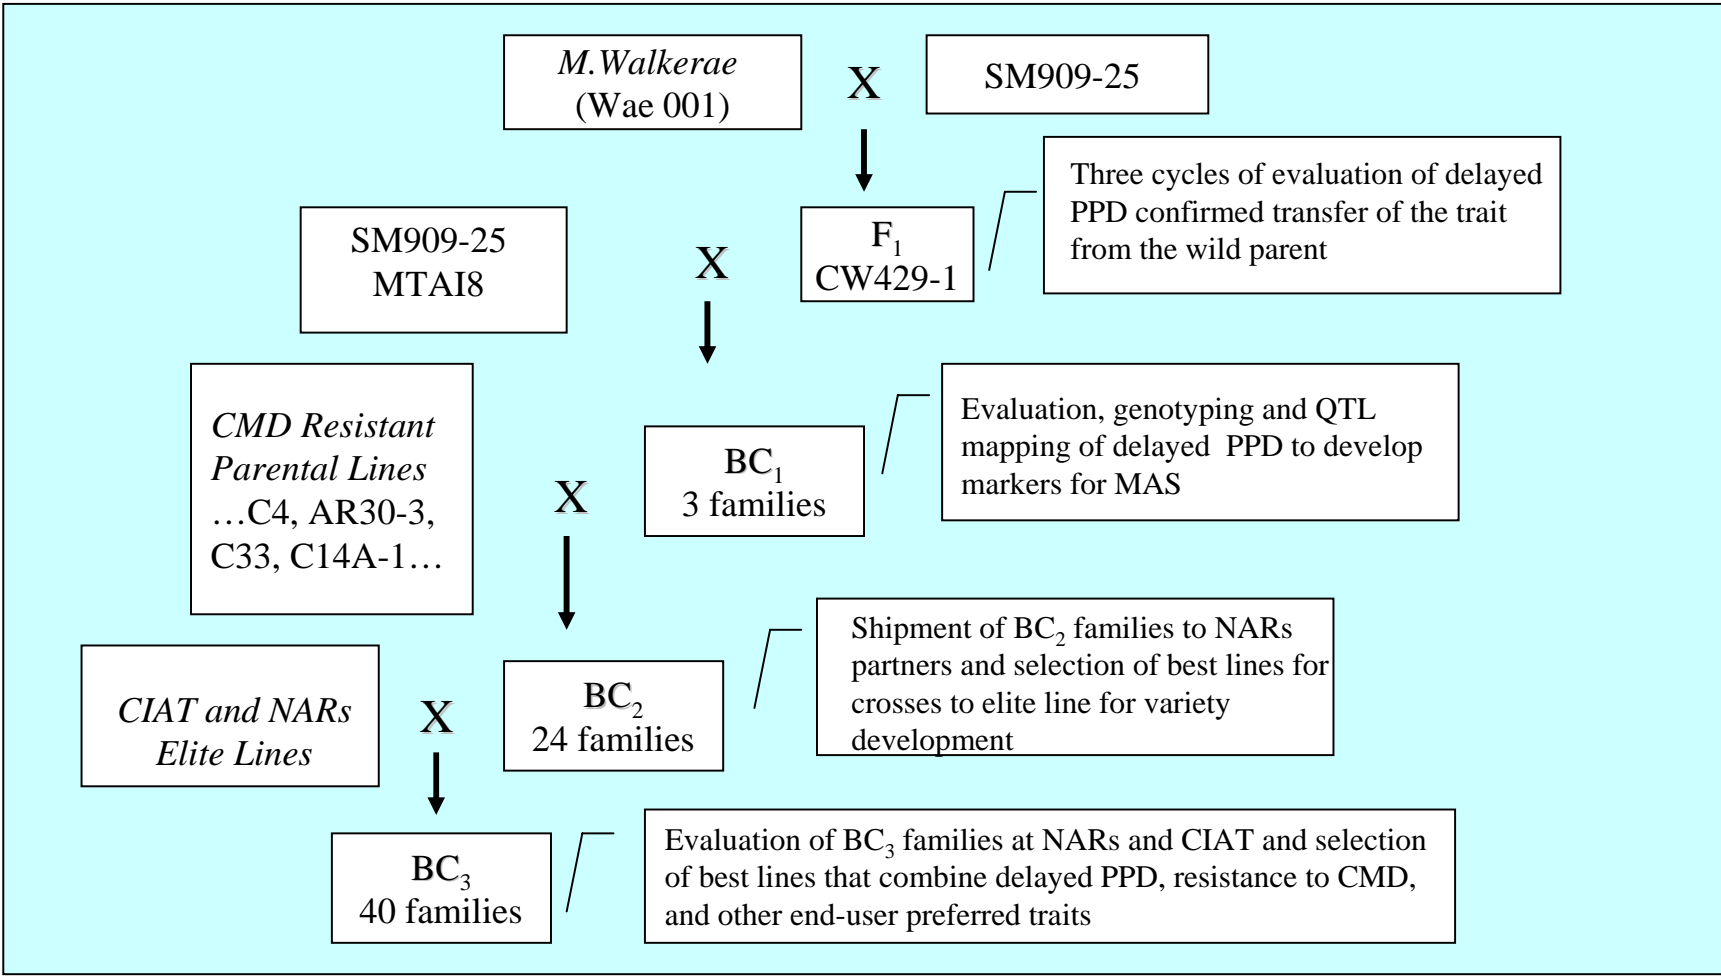 M.Walkerae
(Wae 001)
X
SM909-25
Three cycles of evaluation of delayed
PPD confirmed transfer of the trait
from the wild parent
SM909-25
MTAI8
X
F1
CW429-1
CMD Resistant
Parental Lines
…C4, AR30-3,
C33, C14A-1…
X
BC1
3 families
Evaluation, genotyping and QTL
mapping of delayed PPD to develop
markers for MAS
CIAT and NARs
Elite Lines
X
BC2
24 families
Shipment of BC2 families to NARs
partners and selection of best lines for
crosses to elite line for variety
development
BC3
40 families
Evaluation of BC3 families at NARs and CIAT and selection
of best lines that combine delayed PPD, resistance to CMD,
and other end-user preferred traits